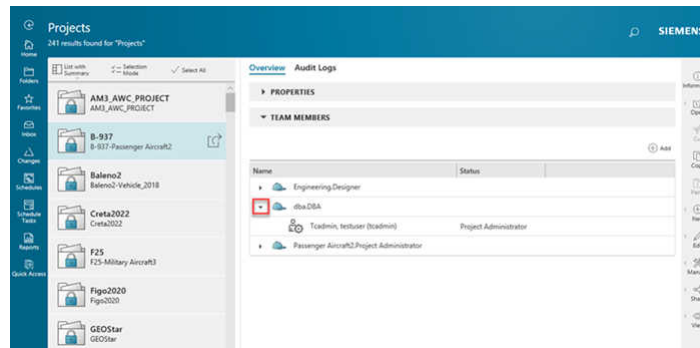 Projects
241 results found for "Projects"
SIEMENS
Home
Folders
Favorites
Inbox
Changes
Schedules
Schedule
Tasks
Reports
Quick Access
List with
Summary
Selection
Mode
Select All
AM3_AWC_PROJECT
AM3_AWC_PROJECT
B-937
B-937-Passenger Aircraft2
Baleno2
Baleno2-Vehicle_2018
Creta2022
Creta2022
F25
F25-Military Aircraft3
Figo2020
Figo2020
GEOStar
GEOStar
Overview Audit Logs
PROPERTIES
TEAM MEMBERS
Add
Name Status
Engineering.Designer
dba.DBA
Tcadmin, testuser (tcadmin) Project Administrator
Passenger Aircraft2.Project Administrator